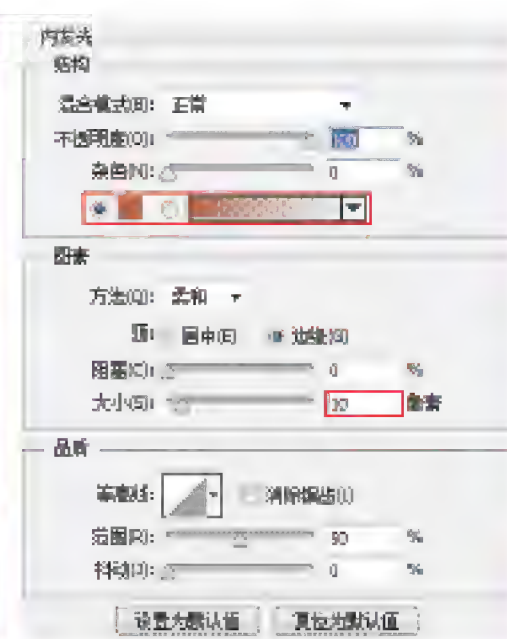 内发光
结构
混合模式(B): 正常
不透明度(O): %
杂色(N): 0 %
图素
方法(Q): 柔和
源: 居中(E) 边缘(G)
阻塞(C): 0 %
大小(S): 10 像素
品质
等高线: 消除锯齿(L)
范围(R): 50 %
抖动(J): 0 %
设置为默认值 复位为默认值